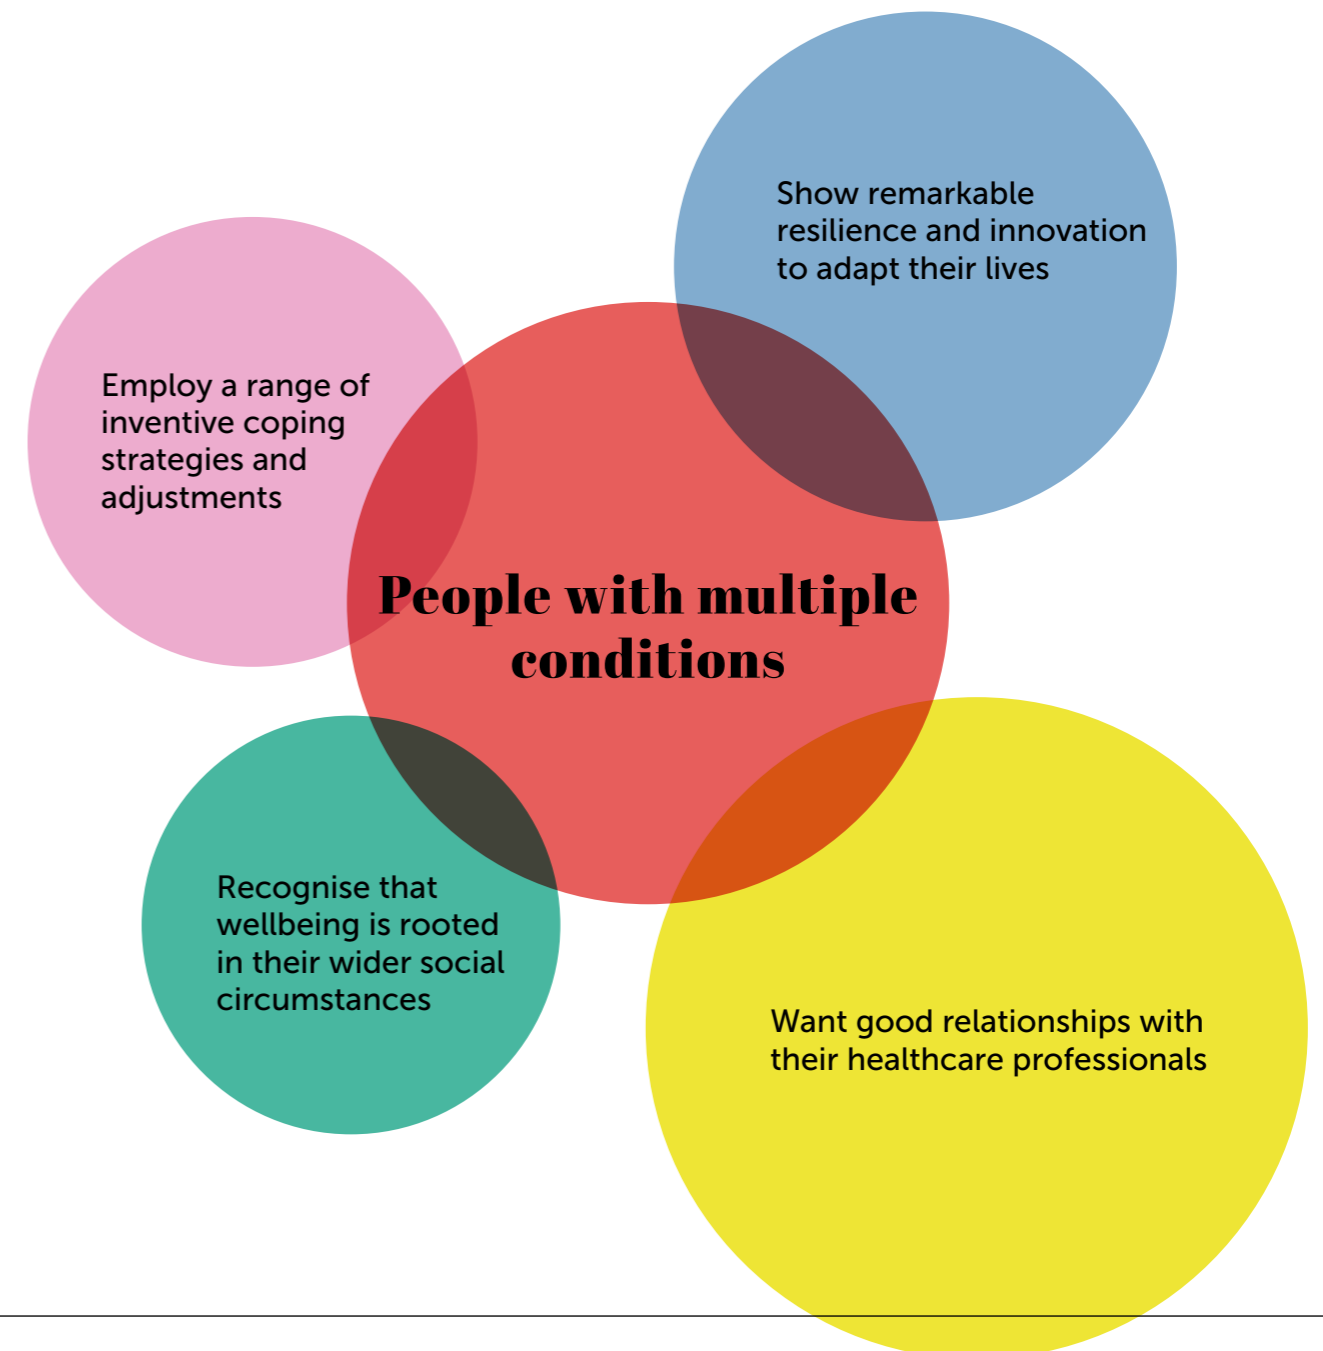 Show remarkable
resilience and innovation
to adapt their lives
Employ a range of
inventive coping
strategies and
adjustments
People with multiple
conditions
Recognise that
wellbeing is rooted
in their wider social
circumstances
Want good relationships with
their healthcare professionals